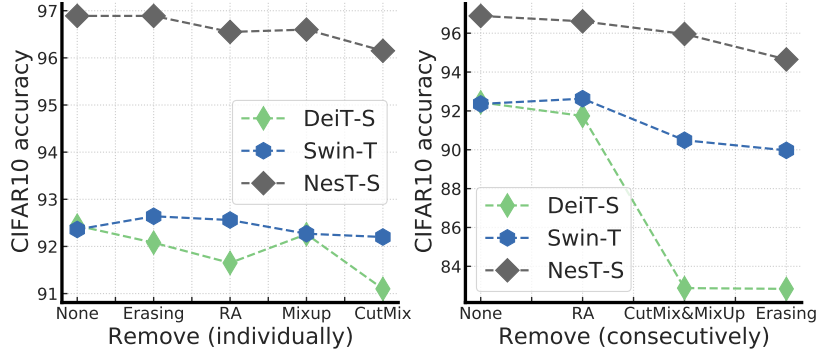 97
96
95
94
93
92
91
CIFAR10 accuracy
DeiT-S
Swin-T
NesT-S
None Erasing RA Mixup CutMix
Remove (individually)
96
94
92
90
88
86
84
CIFAR10 accuracy
DeiT-S
Swin-T
NesT-S
None RA CutMix&MixUp Erasing
Remove (consecutively)